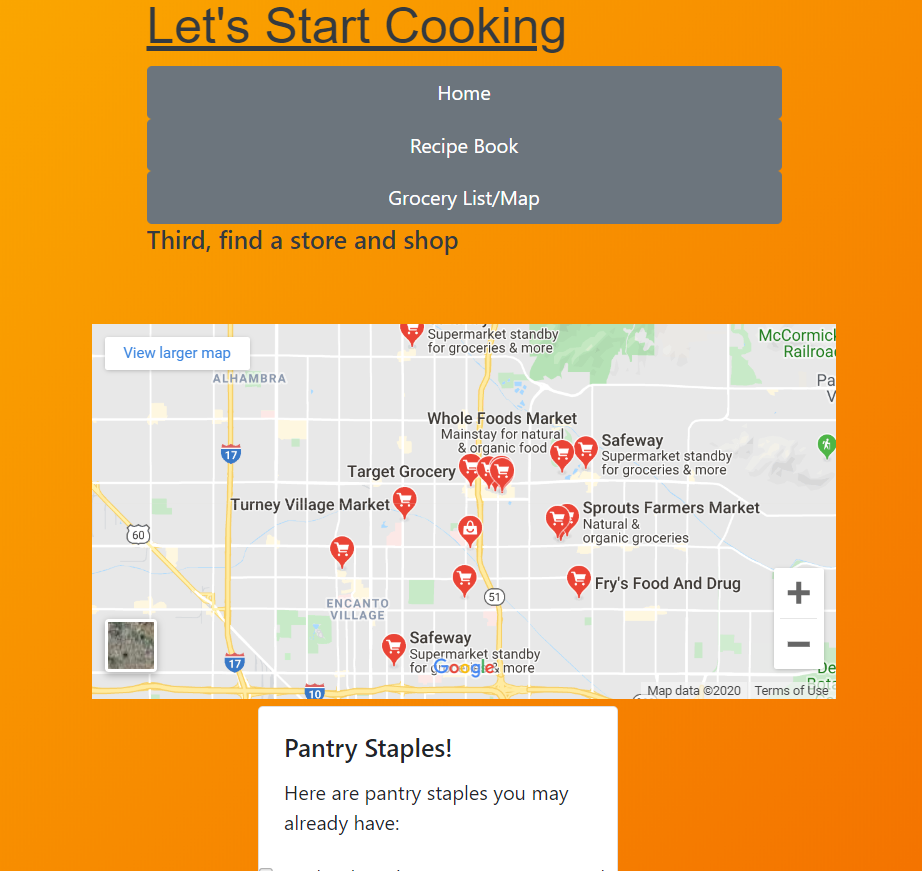 Let's Start Cooking
Home
Recipe Book
Grocery List/Map
Third, find a store and shop
View larger map
Supermarket standby
for groceries & more
McCormick
Railroa
ALHAMBRA
Pa
V
Whole Foods Market
Mainstay for natural
& organic food
Safeway
Supermarket standby
for groceries & more
17
Target Grocery
Turney Village Market
Sprouts Farmers Market
Natural &
organic groceries
60
Fry's Food And Drug
51
ENCANTO
VILLAGE
Safeway
Supermarket standby
for groceries & more
Google
17
10
De
Map data ©2020
Terms of Use
Pantry Staples!
Here are pantry staples you may
already have: